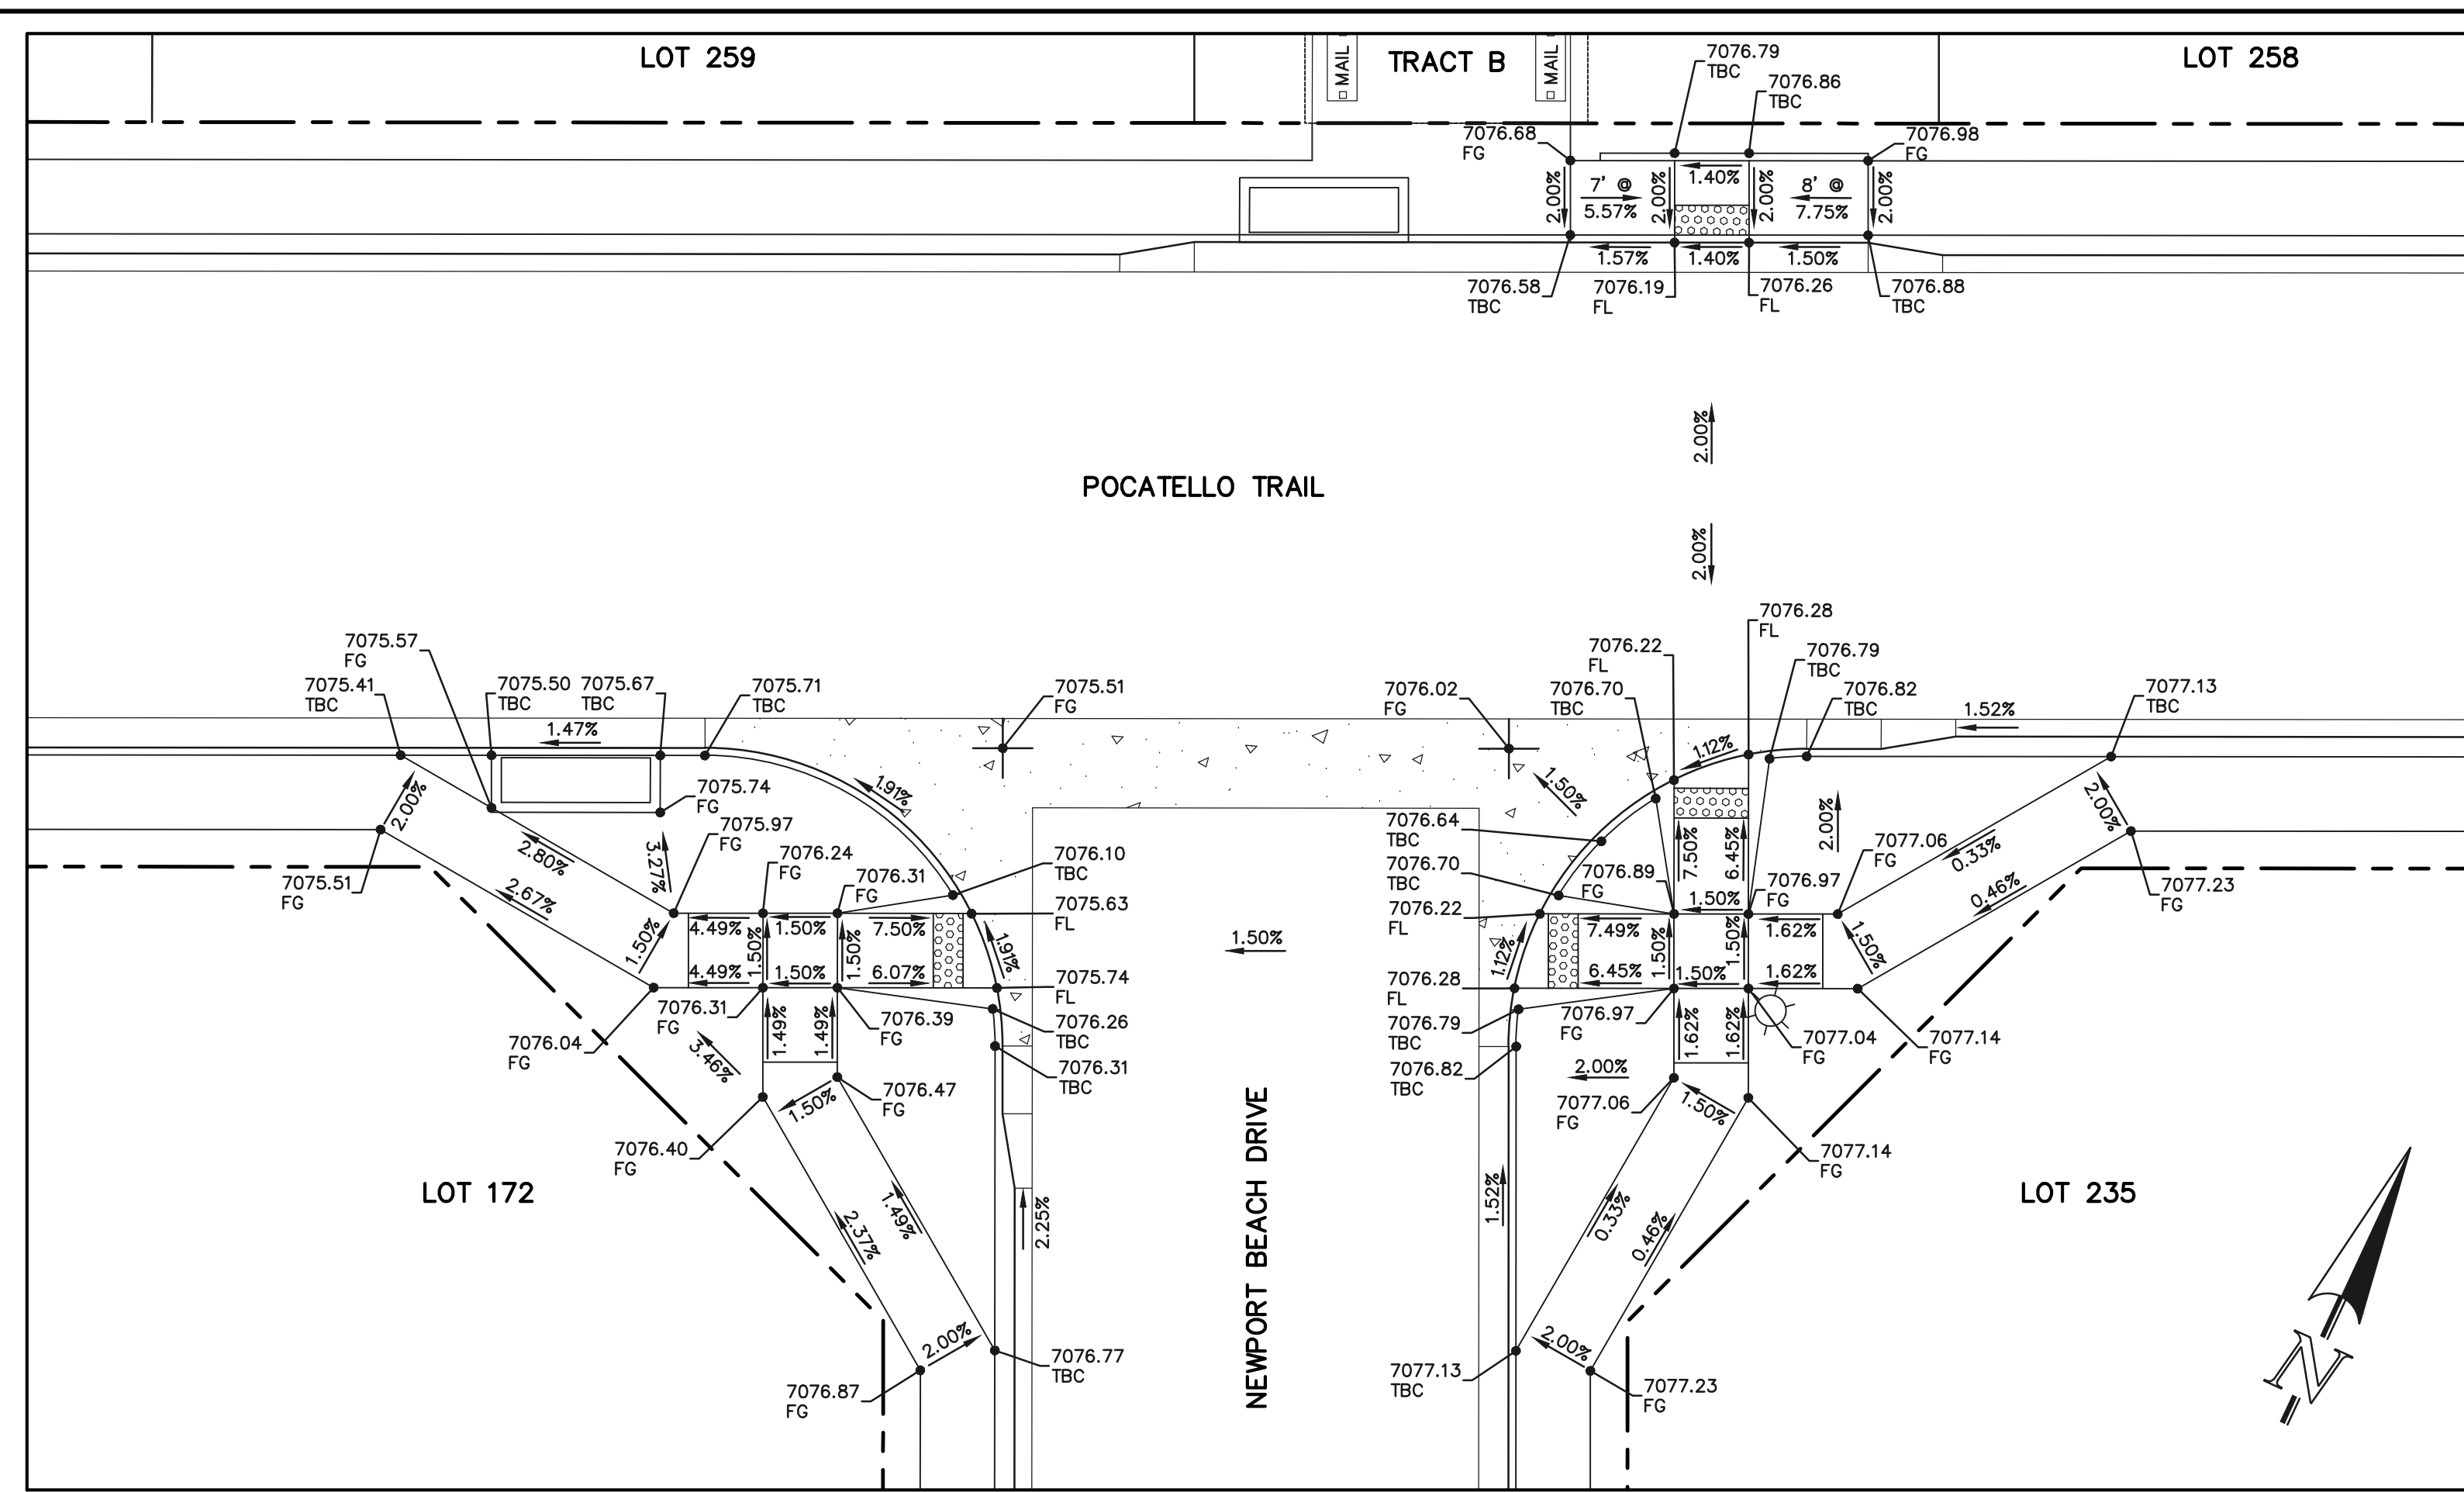 LOT 259
MAIL
TRACT B
MAIL
7076.79
TBC
7076.86
TBC
LOT 258
7076.68
FG
7076.98
FG
2.00%
7' @
5.57%
2.00%
1.40%
2.00%
8' @
7.75%
2.00%
1.57%
1.40%
1.50%
7076.58
TBC
7076.19
FL
7076.26
FL
7076.88
TBC
2.00%
POCATELLO TRAIL
2.00%
7075.57
FG
7075.41
TBC
7075.50
TBC
7075.67
TBC
7075.71
TBC
1.47%
7075.51
FG
7076.02
FG
7076.22
FL
7076.70
TBC
7076.28
FL
7076.79
TBC
7076.82
TBC
1.52%
7077.13
TBC
2.00%
7075.74
FG
1.91%
1.50%
1.12%
2.00%
2.00%
2.80%
3.27%
7075.97
FG
7076.24
FG
7076.31
FG
7076.10
TBC
7076.64
TBC
7076.70
TBC
7076.89
FG
7.50%
6.45%
7076.97
FG
7077.06
FG
0.33%
0.46%
7077.23
FG
7075.51
FG
2.67%
1.50%
4.49%
1.50%
7.50%
1.50%
1.50%
4.49%
1.50%
6.07%
7075.63
FL
1.91%
7075.74
FL
1.50%
7076.22
FL
7076.28
FL
1.12%
7.49%
6.45%
1.50%
1.50%
1.50%
1.50%
1.62%
1.62%
1.50%
7076.04
FG
7076.31
FG
3.46%
1.49%
1.49%
7076.39
FG
7076.26
TBC
7076.31
TBC
7076.79
TBC
7076.82
TBC
7076.97
FG
2.00%
1.62%
1.62%
7077.04
FG
7077.14
FG
7076.40
FG
1.50%
7076.47
FG
7077.06
FG
1.50%
7077.14
FG
LOT 172
2.37%
1.49%
2.25%
NEWPORT BEACH DRIVE
1.52%
0.33%
0.46%
LOT 235
2.00%
7076.87
FG
7076.77
TBC
7077.13
TBC
2.00%
7077.23
FG
N